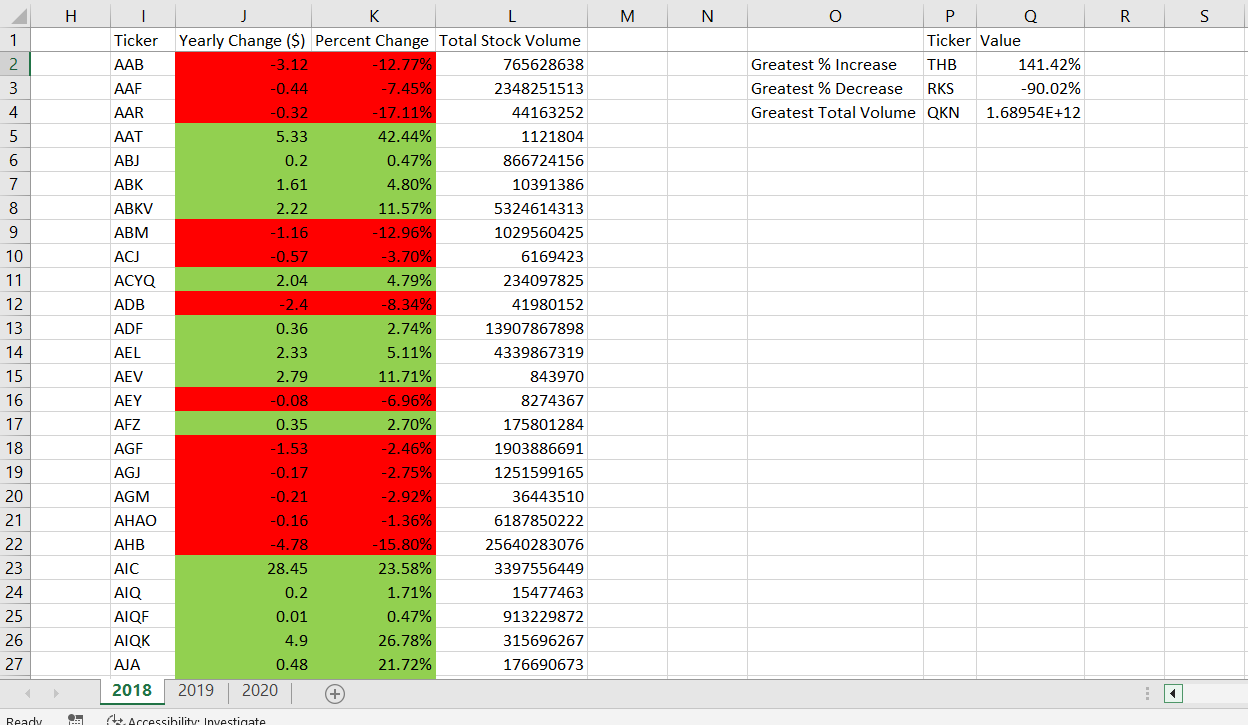 H I J K L M N O P Q R S
1 Ticker Yearly Change ($) Percent Change Total Stock Volume Ticker Value
2 AAB -3.12 -12.77% 765628638 Greatest % Increase THB 141.42%
3 AAF -0.44 -7.45% 2348251513 Greatest % Decrease RKS -90.02%
4 AAR -0.32 -17.11% 44163252 Greatest Total Volume QKN 1.68954E+12
5 AAT 5.33 42.44% 1121804
6 ABJ 0.2 0.47% 866724156
7 ABK 1.61 4.80% 10391386
8 ABKV 2.22 11.57% 5324614313
9 ABM -1.16 -12.96% 1029560425
10 ACJ -0.57 -3.70% 6169423
11 ACYQ 2.04 4.79% 234097825
12 ADB -2.4 -8.34% 41980152
13 ADF 0.36 2.74% 13907867898
14 AEL 2.33 5.11% 4339867319
15 AEV 2.79 11.71% 843970
16 AEY -0.08 -6.96% 8274367
17 AFZ 0.35 2.70% 175801284
18 AGF -1.53 -2.46% 1903886691
19 AGJ -0.17 -2.75% 1251599165
20 AGM -0.21 -2.92% 36443510
21 AHAO -0.16 -1.36% 6187850222
22 AHB -4.78 -15.80% 25640283076
23 AIC 28.45 23.58% 3397556449
24 AIQ 0.2 1.71% 15477463
25 AIQF 0.01 0.47% 913229872
26 AIQK 4.9 26.78% 315696267
27 AJA 0.48 21.72% 176690673
2018 2019 2020
Ready Accessibility: Investigate